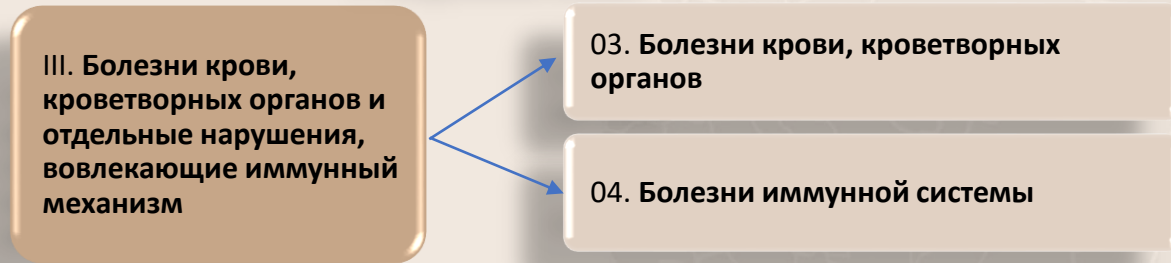 III. Болезни крови,
кроветворных органов и
отдельные нарушения,
вовлекающие иммунный
механизм
03. Болезни крови, кроветворных
органов
04. Болезни иммунной системы